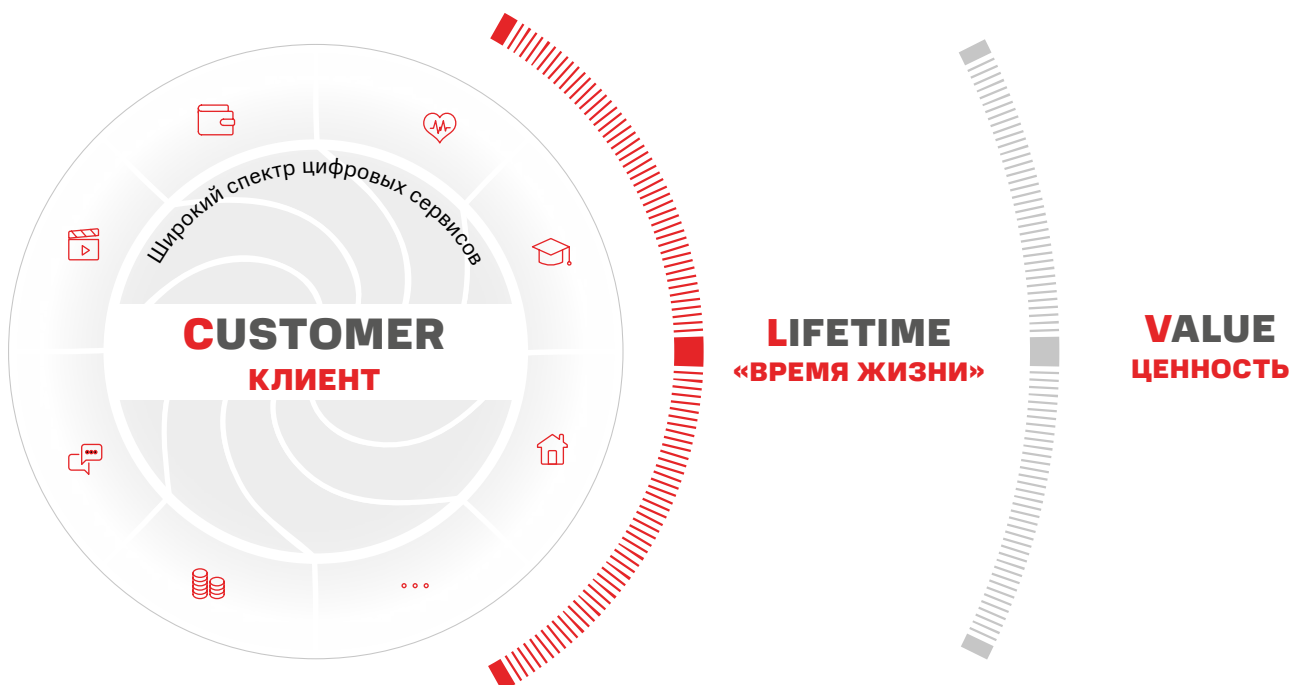 Широкий спектр цифровых сервисов
CUSTOMER
КЛИЕНТ
LIFETIME
«ВРЕМЯ ЖИЗНИ»
VALUE
ЦЕННОСТЬ